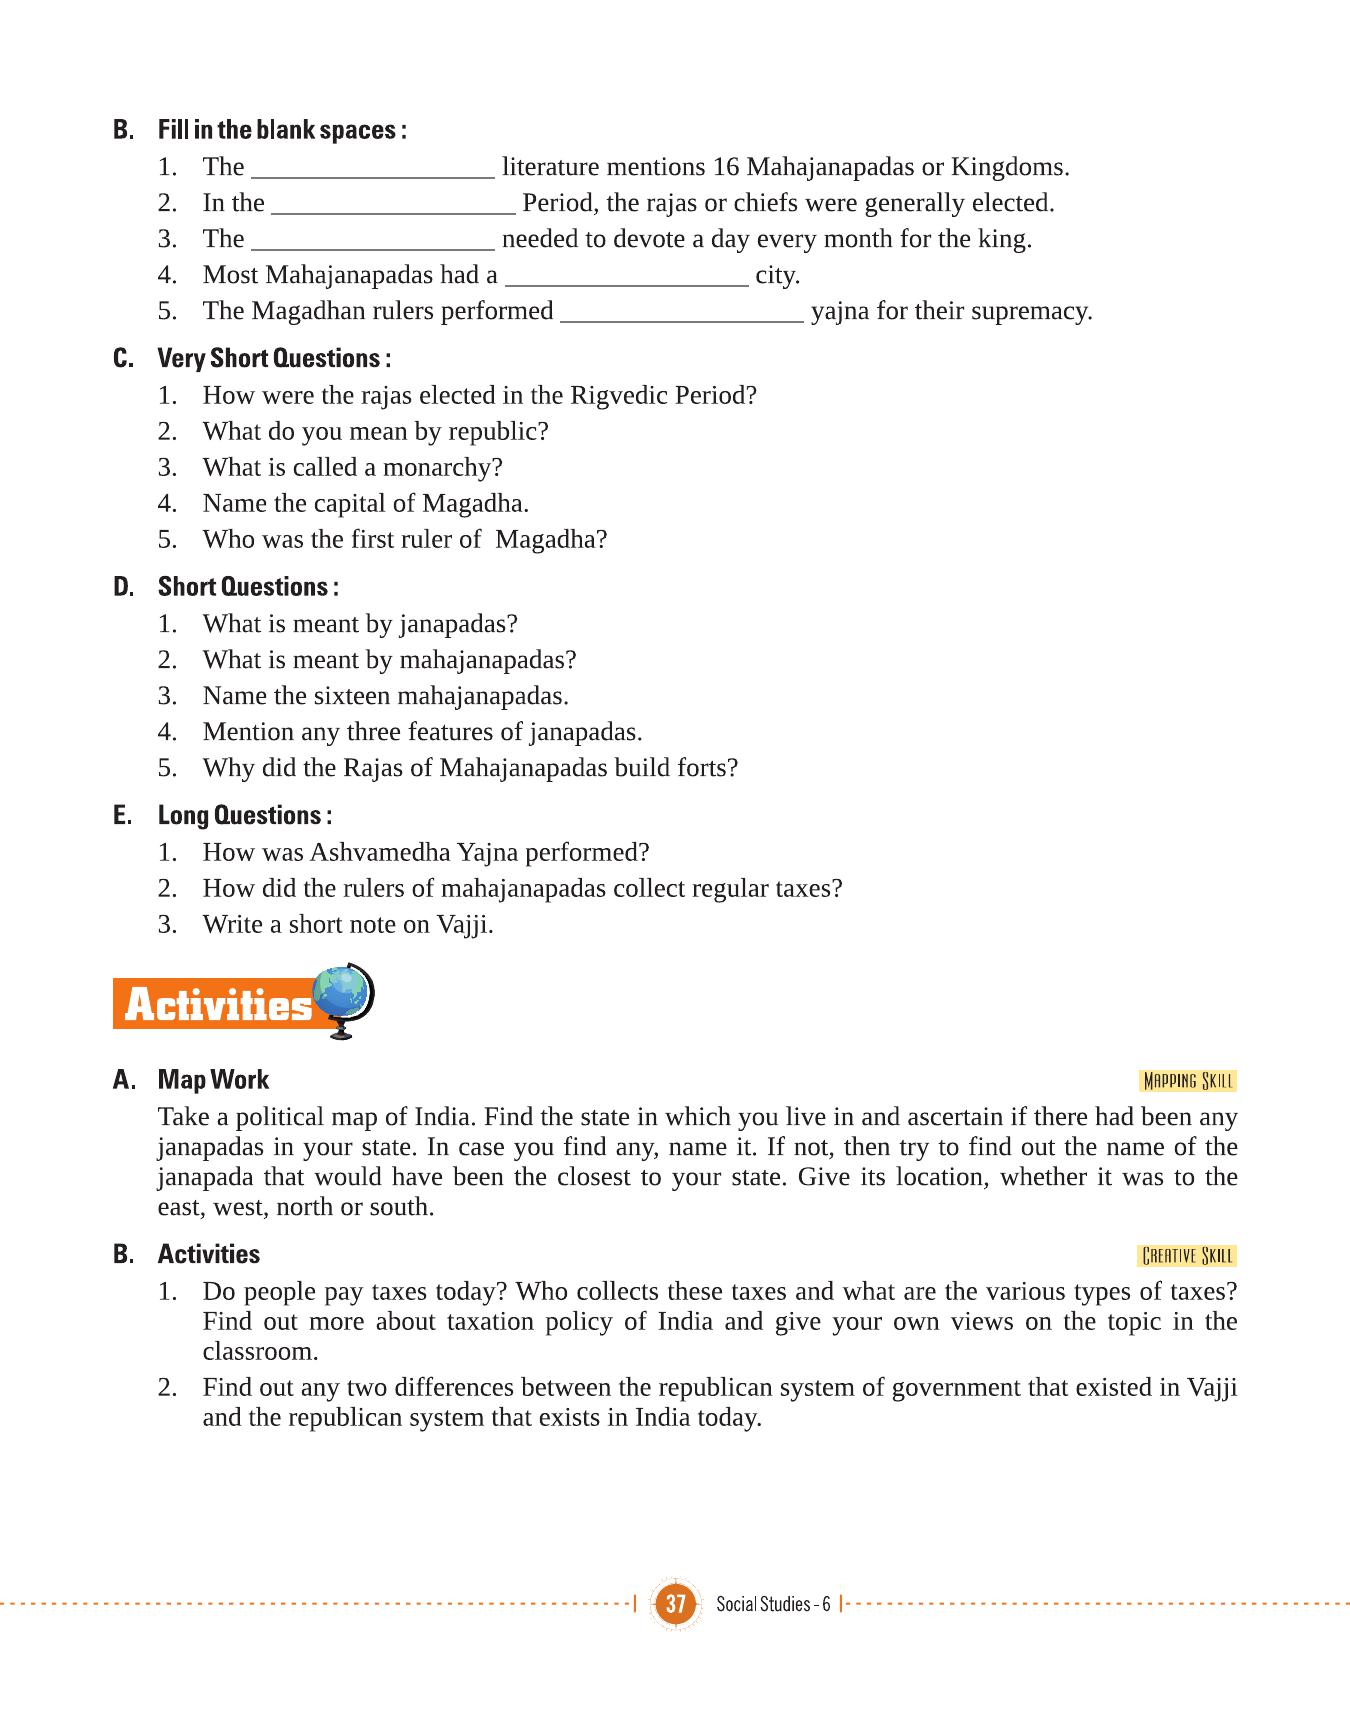 B. Fill in the blank spaces :
1. The __________________ literature mentions 16 Mahajanapadas or Kingdoms.
2. In the __________________ Period, the rajas or chiefs were generally elected.
3. The __________________ needed to devote a day every month for the king.
4. Most Mahajanapadas had a __________________ city.
5. The Magadhan rulers performed __________________ yajna for their supremacy.
C. Very Short Questions :
1. How were the rajas elected in the Rigvedic Period?
2. What do you mean by republic?
3. What is called a monarchy?
4. Name the capital of Magadha.
5. Who was the first ruler of Magadha?
D. Short Questions :
1. What is meant by janapadas?
2. What is meant by mahajanapadas?
3. Name the sixteen mahajanapadas.
4. Mention any three features of janapadas.
5. Why did the Rajas of Mahajanapadas build forts?
E. Long Questions :
1. How was Ashvamedha Yajna performed?
2. How did the rulers of mahajanapadas collect regular taxes?
3. Write a short note on Vajji.
Activities
A. Map Work MAPPING SKILL
Take a political map of India. Find the state in which you live in and ascertain if there had been any
janapadas in your state. In case you find any, name it. If not, then try to find out the name of the
janapada that would have been the closest to your state. Give its location, whether it was to the
east, west, north or south.
B. Activities CREATIVE SKILL
1. Do people pay taxes today? Who collects these taxes and what are the various types of taxes?
Find out more about taxation policy of India and give your own views on the topic in the
classroom.
2. Find out any two differences between the republican system of government that existed in Vajji
and the republican system that exists in India today.
37 Social Studies - 6